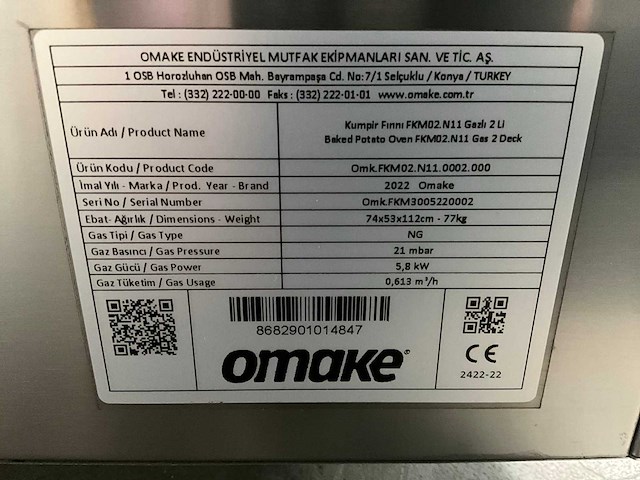 OMAKE ENDÜSTRİYEL MUTFAK EKİPMANLARI SAN. VE TİC. AŞ.
1 OSB Horozluhan OSB Mah. Bayrampaşa Cd. No:7/1 Selçuklu / Konya / TURKEY
Tel : (332) 222-00-00 Faks : (332) 222-01-01 www.omake.com.tr
Ürün Adı / Product Name
Kumpir Fırını FKM02.N11 Gazlı 2 Li
Baked Potato Oven FKM02.N11 Gas 2 Deck
Ürün Kodu / Product Code Omk.FKM02.N11.0002.000
İmal Yılı - Marka / Prod. Year - Brand 2022 Omake
Seri No / Serial Number Omk.FKM3005220002
Ebat- Ağırlık / Dimensions - Weight 74x53x112cm - 77kg
Gas Tipi / Gas Type NG
Gaz Basıncı / Gas Pressure 21 mbar
Gaz Gücü / Gas Power 5,8 kW
Gaz Tüketim / Gas Usage 0,613 m³/h
8682901014847
omake®
CE
2422-22